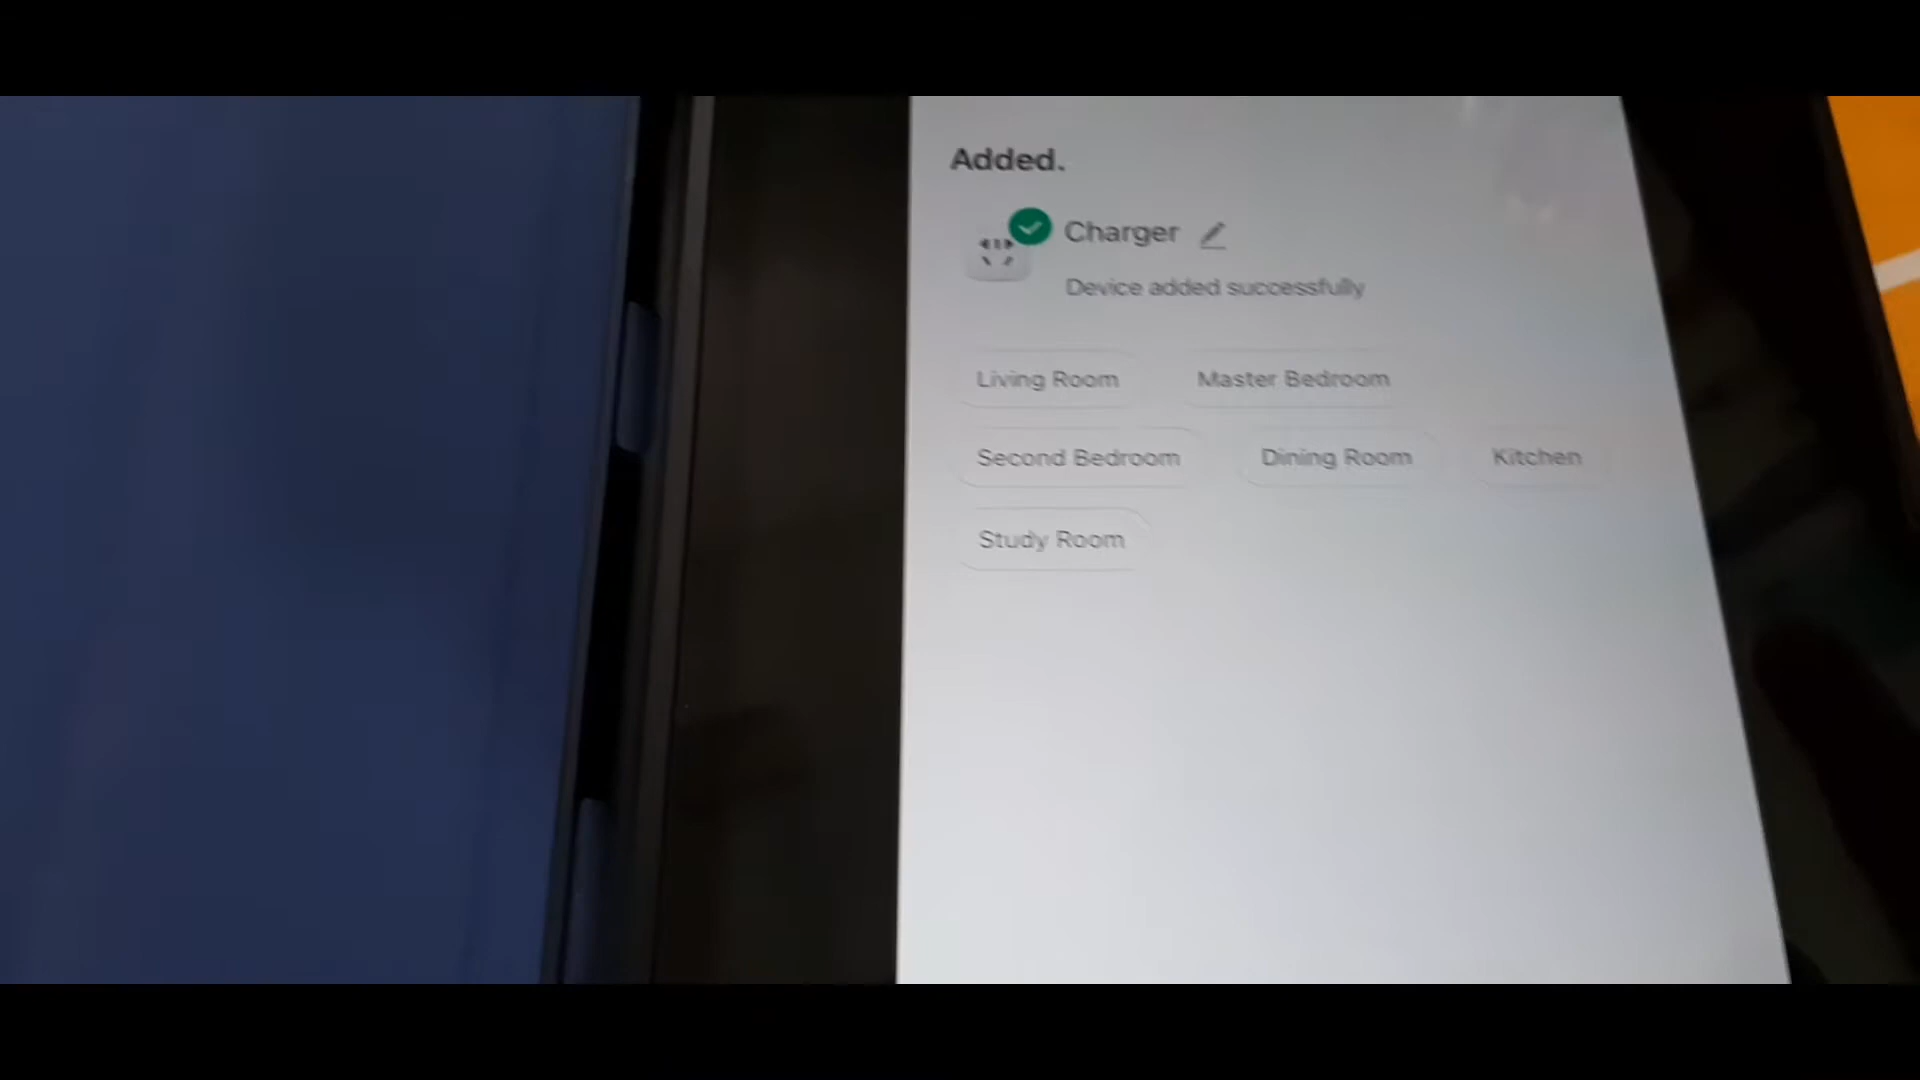 Added.
Charger
Device added successfully
Living Room Master Bedroom
Second Bedroom Dining Room Kitchen
Study Room